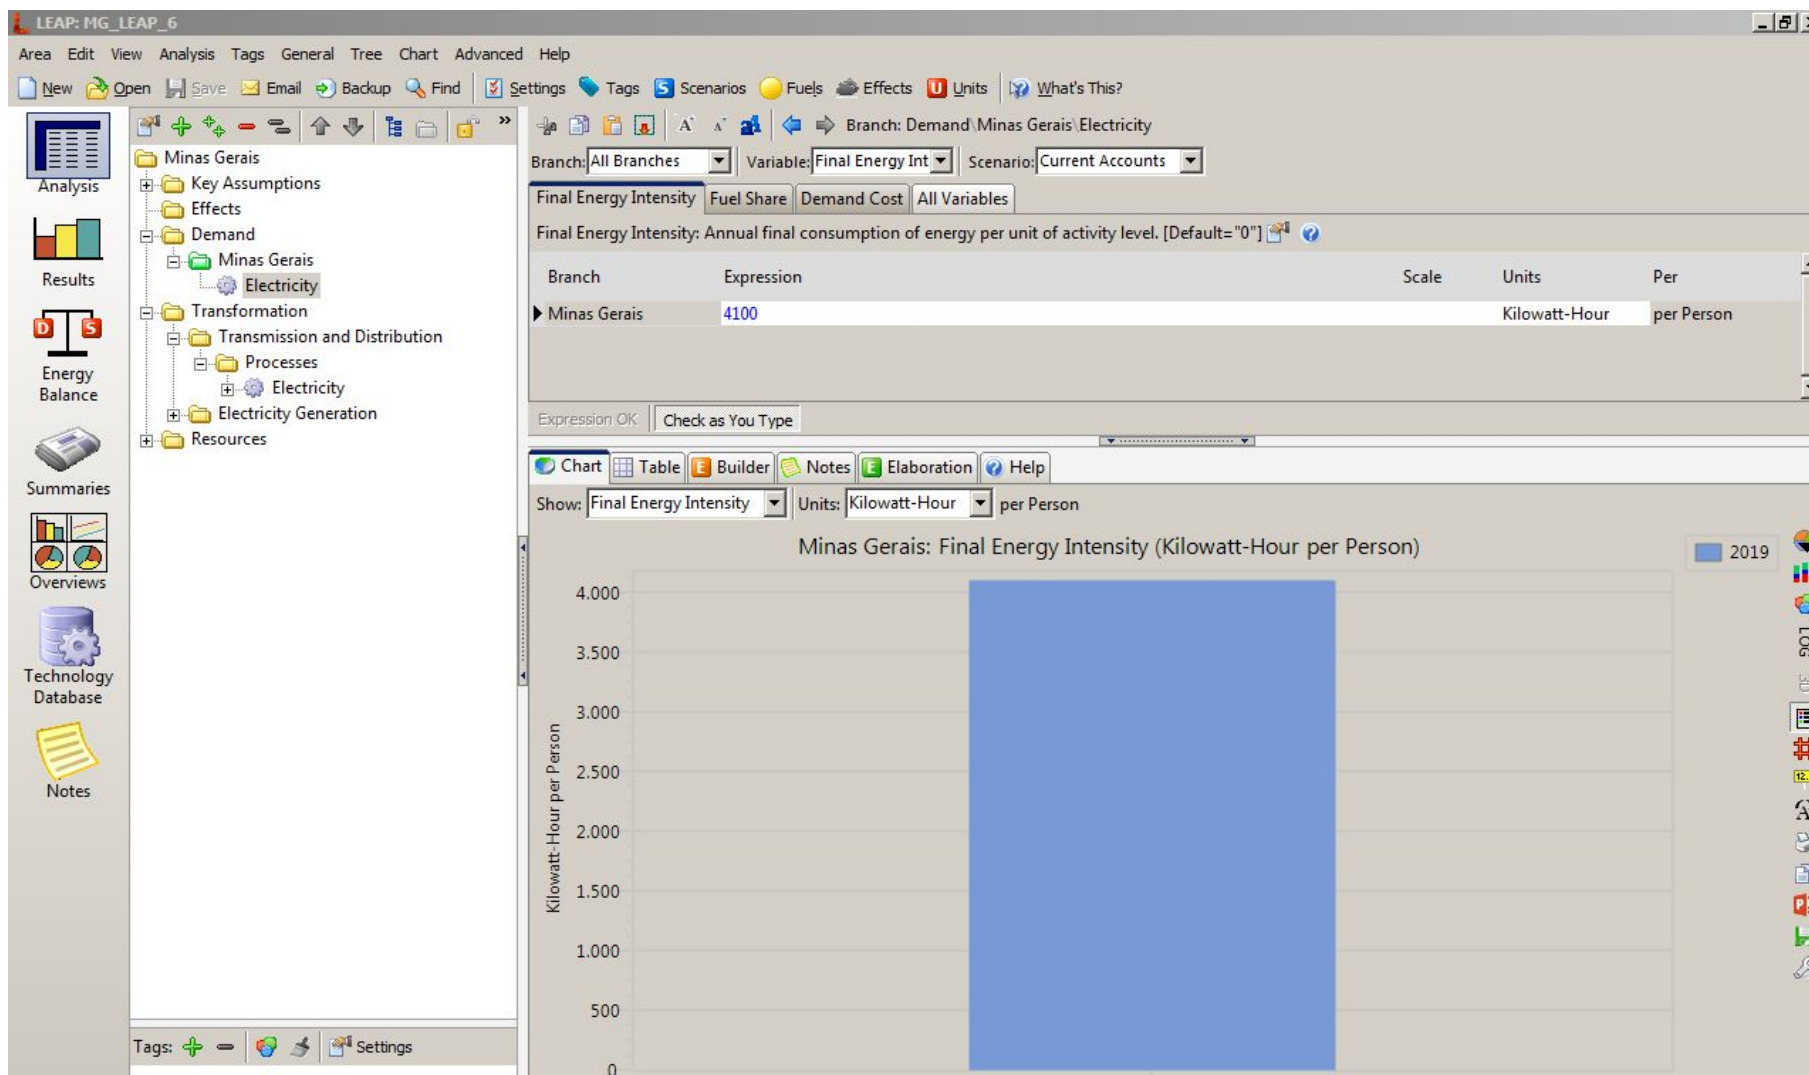 LEAP: MG_LEAP_6
Area Edit View Analysis Tags General Tree Chart Advanced Help
New Open Save Email Backup Find Settings Tags Scenarios Fuels Effects Units What's This?
Analysis
Results
Energy
Balance
Summaries
Overviews
Technology
Database
Notes
Minas Gerais
Key Assumptions
Effects
Demand
Minas Gerais
Electricity
Transformation
Transmission and Distribution
Processes
Electricity
Electricity Generation
Resources
Tags: Settings
Branch: Demand\Minas Gerais\Electricity
Branch: All Branches Variable: Final Energy Int Scenario: Current Accounts
Final Energy Intensity Fuel Share Demand Cost All Variables
Final Energy Intensity: Annual final consumption of energy per unit of activity level. [Default="0"]
Branch Expression Scale Units Per
Minas Gerais 4100 Kilowatt-Hour per Person
Expression OK Check as You Type
Chart Table Builder Notes Elaboration Help
Show: Final Energy Intensity Units: Kilowatt-Hour per Person
Minas Gerais: Final Energy Intensity (Kilowatt-Hour per Person)
2019
Kilowatt-Hour per Person
4.000
3.500
3.000
2.500
2.000
1.500
1.000
500
0
LOG
3D